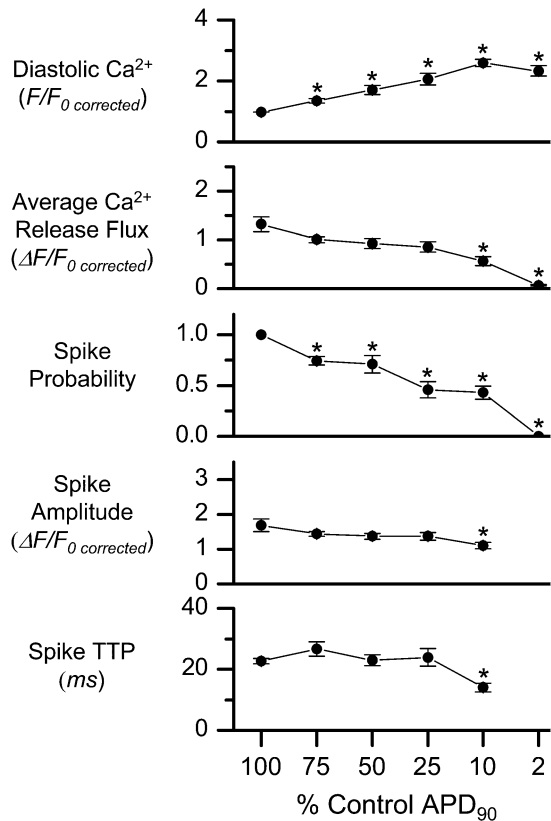 Diastolic Ca²⁺
(F/F₀ corrected)
4
2
0
* * * * *
Average Ca²⁺
Release Flux
(ΔF/F₀ corrected)
2
1
0
* *
Spike
Probability
1.0
0.5
0.0
* * * * *
Spike
Amplitude
(ΔF/F₀ corrected)
3
2
1
0
*
Spike TTP
(ms)
40
20
0
*
100 75 50 25 10 2
% Control APD₉₀